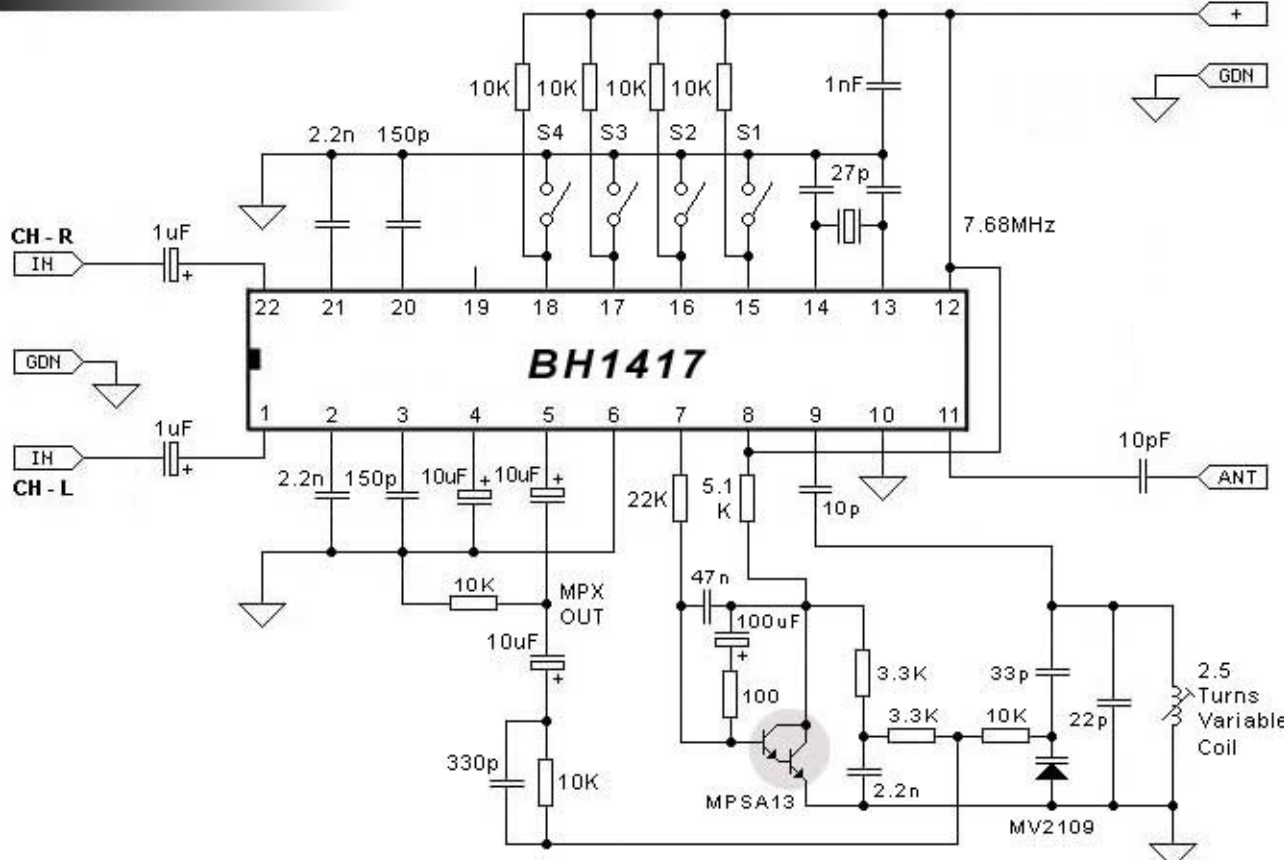 +
GDN
10K 10K 10K 10K 1nF
2.2n 150p S4 S3 S2 S1
27p
7.68MHz
CH - R
IN
1uF
+
22 21 20 19 18 17 16 15 14 13 12
GDN
BH1417
1 2 3 4 5 6 7 8 9 10 11
1uF
IN
+
CH - L
2.2n 150p 10uF + 10uF +
22K
5.1
K
10p
10pF
ANT
47n
10K
MPX
OUT
100uF
+
10uF
+
100
3.3K
3.3K
10K
33p
22p
2.5
Turns
Variable
Coil
330p
10K
MPSA13
2.2n
MV2109